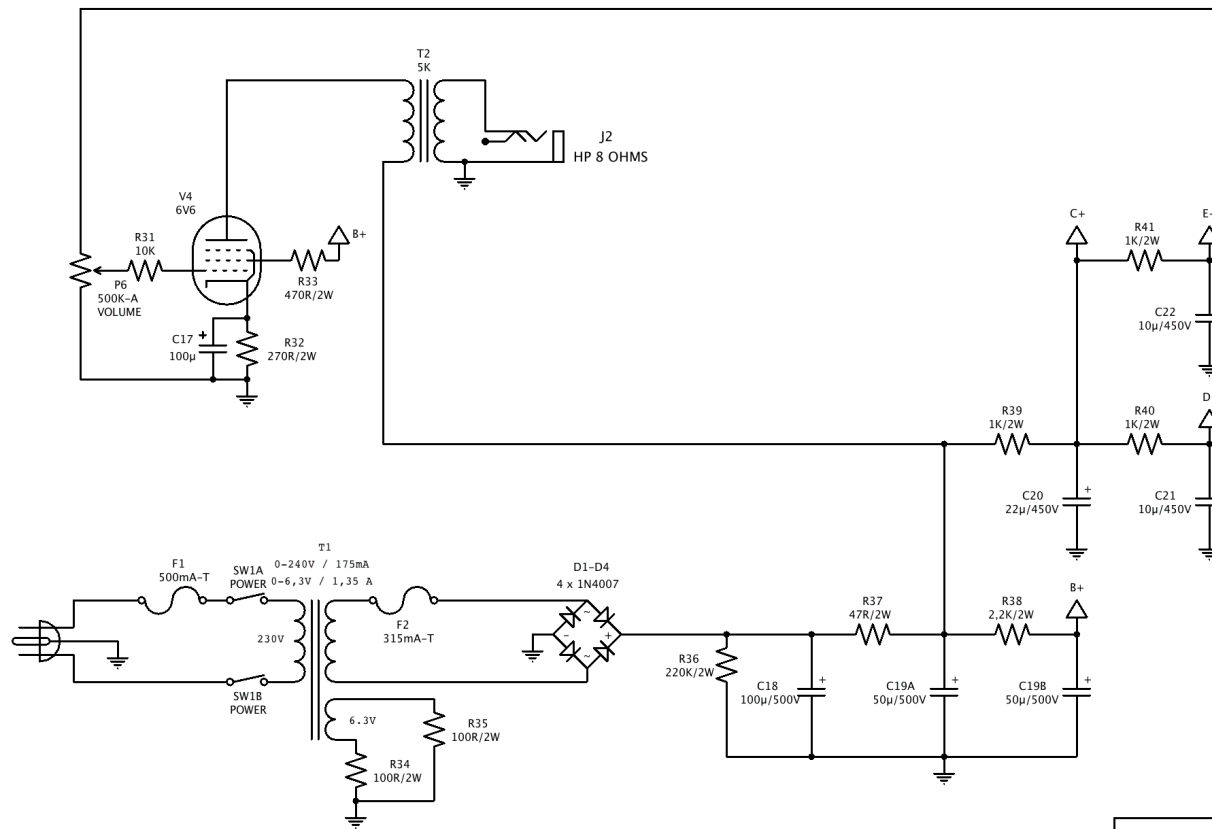 T2
5K
J2
HP 8 OHMS
V4
6V6
B+
C+
E+
R31
10K
R41
1K/2W
P6
500K-A
VOLUME
R33
470R/2W
C22
10µ/450V
C17
+
100µ
R32
270R/2W
D
R39
1K/2W
R40
1K/2W
C20
+
22µ/450V
C21
+
10µ/450V
T1
0-240V / 175mA
0-6,3V / 1,35 A
F1
500mA-T
SW1A
POWER
D1-D4
4 x 1N4007
~
-
+
~
F2
315mA-T
230V
R37
47R/2W
R38
2,2K/2W
B+
R36
220K/2W
C18
+
100µ/500V
C19A
+
50µ/500V
C19B
+
50µ/500V
SW1B
POWER
6.3V
R35
100R/2W
R34
100R/2W